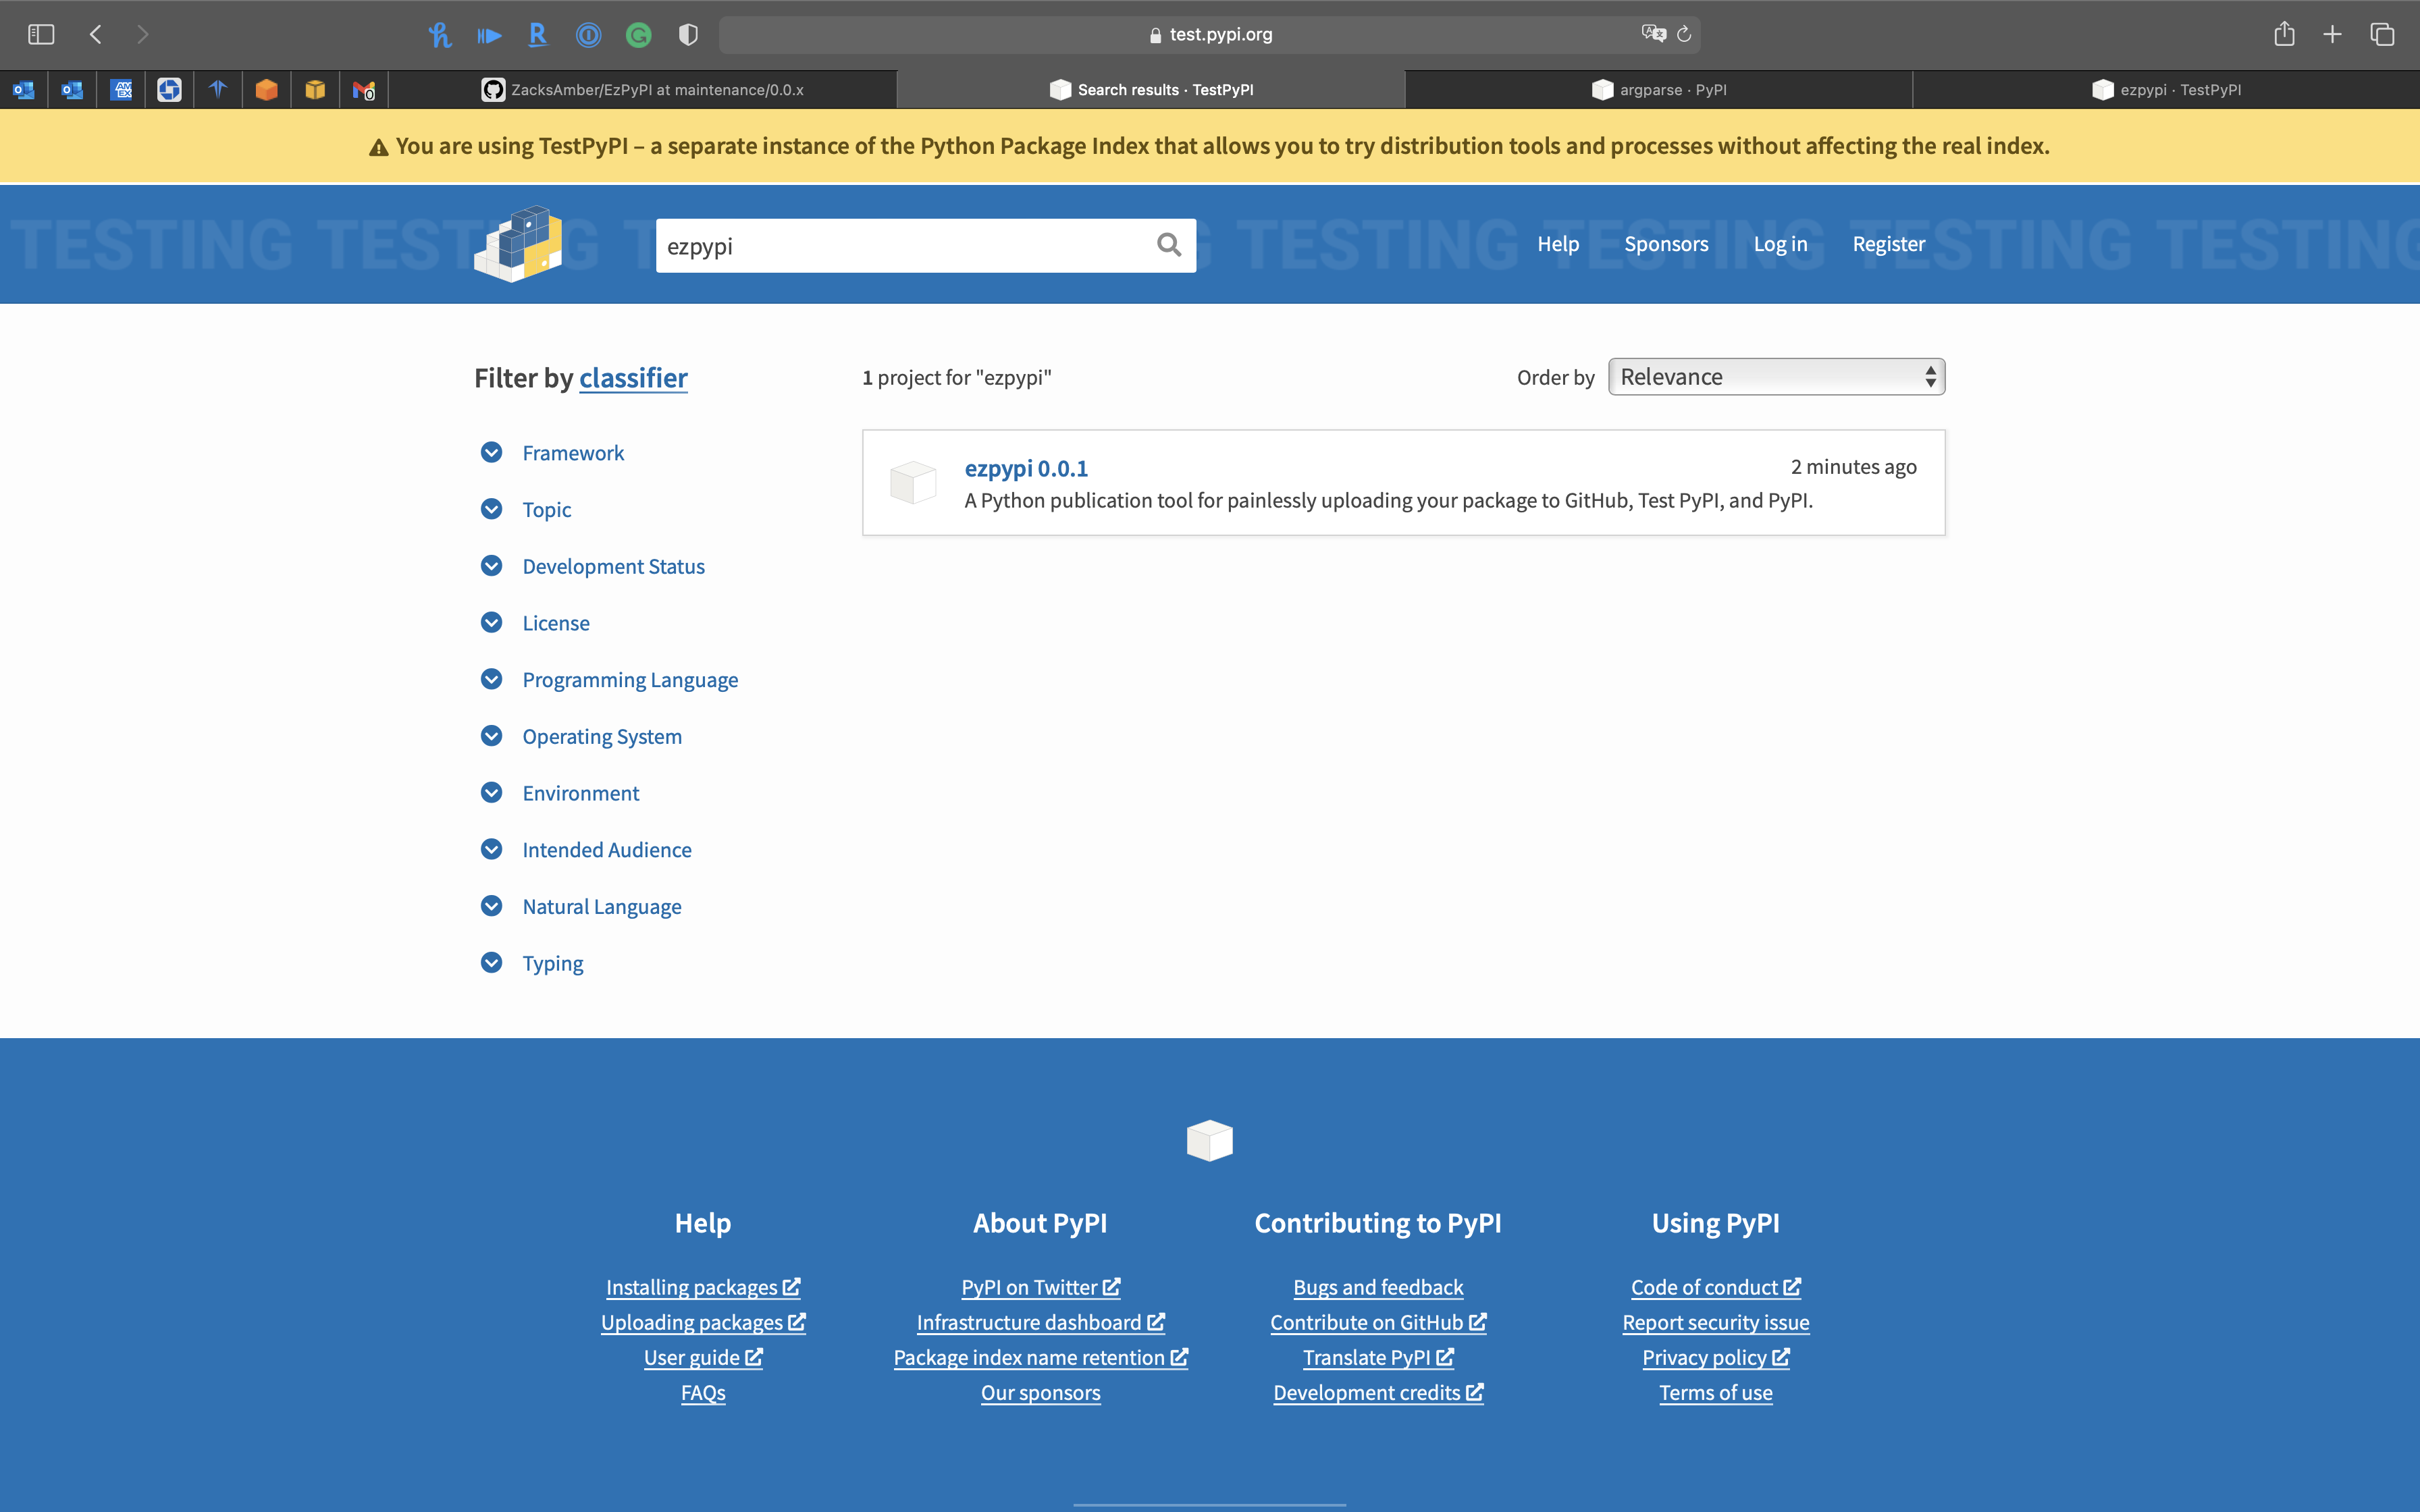 test.pypi.org
ZacksAmber/EzPyPI at maintenance/0.0.x
Search results · TestPyPI
argparse · PyPI
ezpypi · TestPyPI
You are using TestPyPI – a separate instance of the Python Package Index that allows you to try distribution tools and processes without affecting the real index.
ezpypi
Help Sponsors Log in Register
TESTING TESTING TESTING TESTING TESTING TESTING
Filter by classifier
1 project for "ezpypi"
Order by Relevance
ezpypi 0.0.1
2 minutes ago
A Python publication tool for painlessly uploading your package to GitHub, Test PyPI, and PyPI.
Framework
Topic
Development Status
License
Programming Language
Operating System
Environment
Intended Audience
Natural Language
Typing
Help
Installing packages
Uploading packages
User guide
FAQs
About PyPI
PyPI on Twitter
Infrastructure dashboard
Package index name retention
Our sponsors
Contributing to PyPI
Bugs and feedback
Contribute on GitHub
Translate PyPI
Development credits
Using PyPI
Code of conduct
Report security issue
Privacy policy
Terms of use